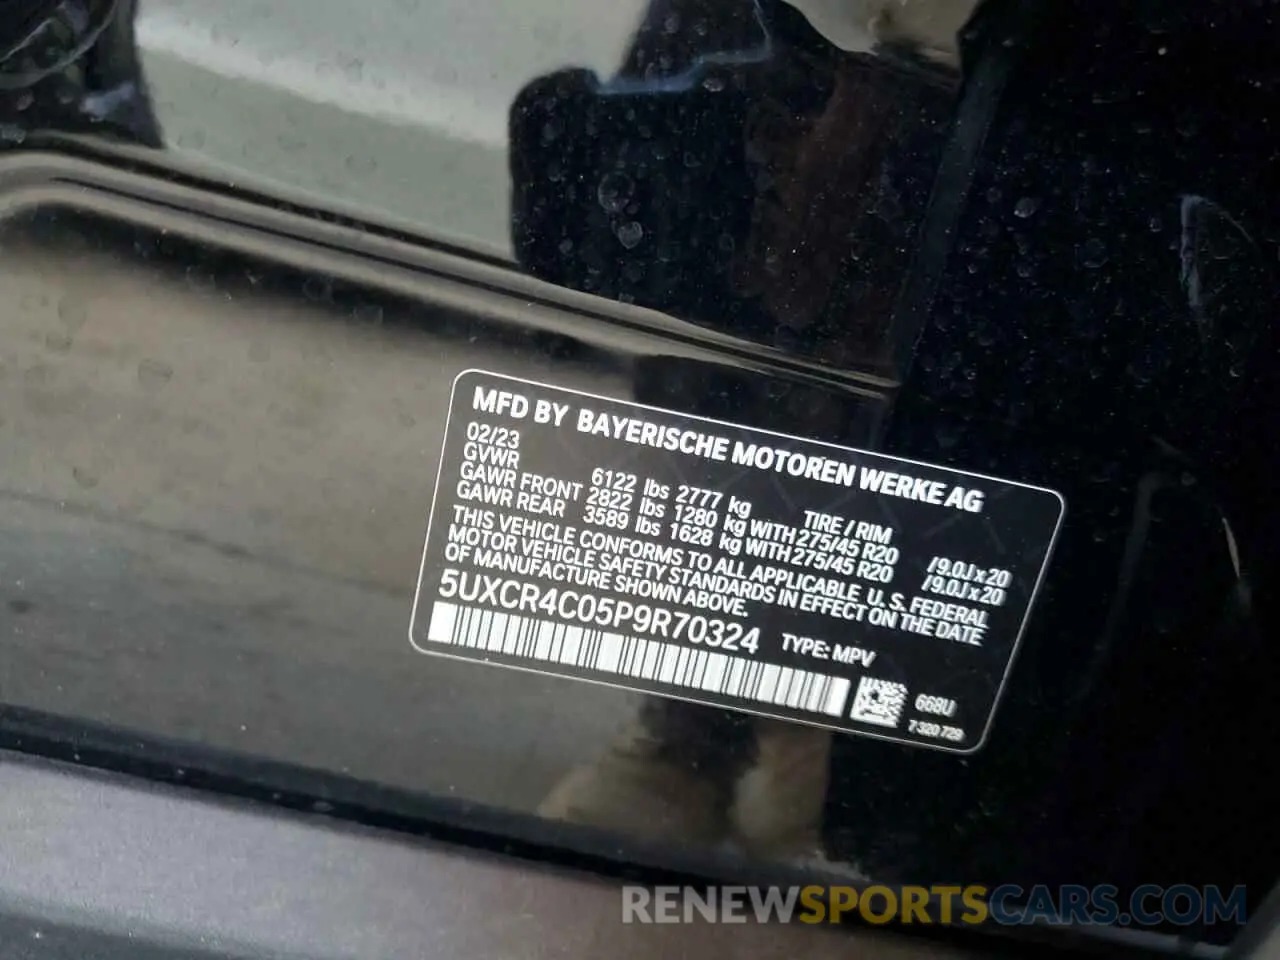 MFD BY BAYERISCHE MOTOREN WERKE AG
02/23
GVWR 6122 lbs 2777 kg TIRE / RIM
GAWR FRONT 2822 lbs 1280 kg WITH 275/45 R20 /9.0J x 20
GAWR REAR 3589 lbs 1628 kg WITH 275/45 R20 /9.0J x 20
THIS VEHICLE CONFORMS TO ALL APPLICABLE U.S. FEDERAL
MOTOR VEHICLE SAFETY STANDARDS IN EFFECT ON THE DATE
OF MANUFACTURE SHOWN ABOVE.
5UXCR4C05P9R70324 TYPE: MPV
668U
7 320 729
RENEWSPORTSCARS.COM